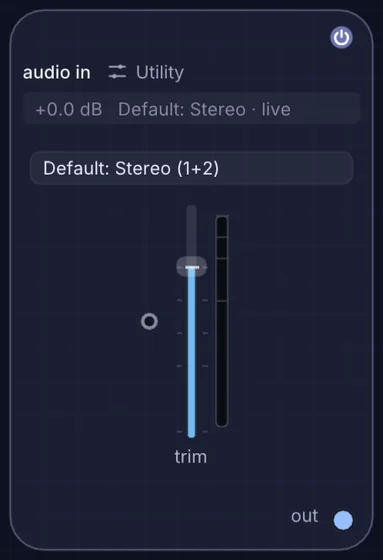 audio in Utility
+0.0 dB Default: Stereo · live
Default: Stereo (1+2)
trim
out